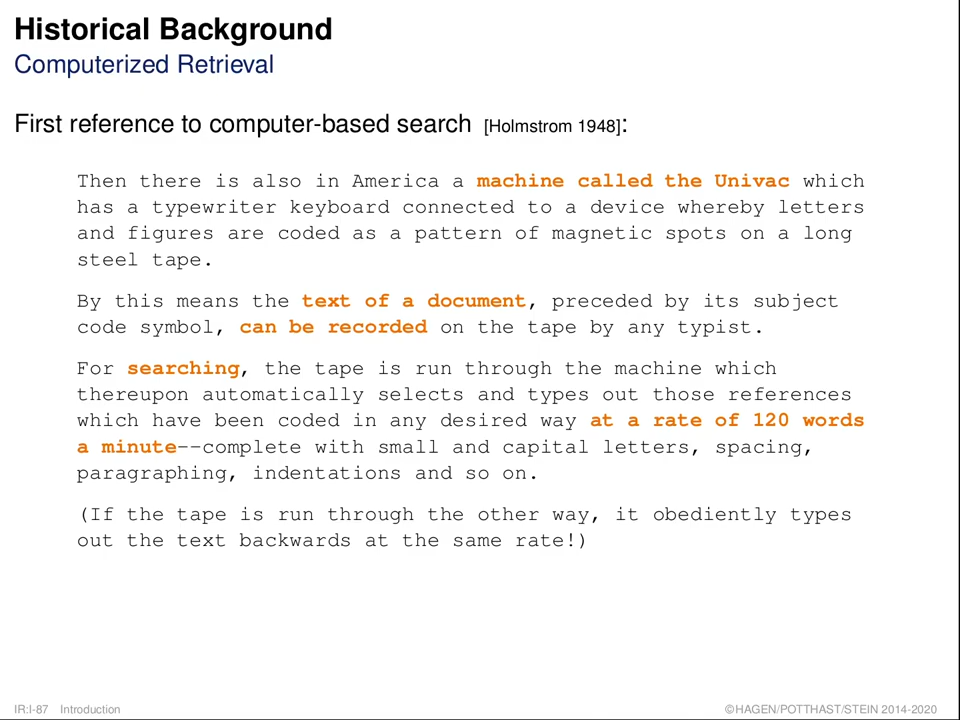 Historical Background
Computerized Retrieval
First reference to computer-based search [Holmstrom 1948]:
Then there is also in America a machine called the Univac which
has a typewriter keyboard connected to a device whereby letters
and figures are coded as a pattern of magnetic spots on a long
steel tape.
By this means the text of a document, preceded by its subject
code symbol, can be recorded on the tape by any typist.
For searching, the tape is run through the machine which
thereupon automatically selects and types out those references
which have been coded in any desired way at a rate of 120 words
a minute--complete with small and capital letters, spacing,
paragraphing, indentations and so on.
(If the tape is run through the other way, it obediently types
out the text backwards at the same rate!)
IR:I-87 Introduction
©HAGEN/POTTHAST/STEIN 2014-2020